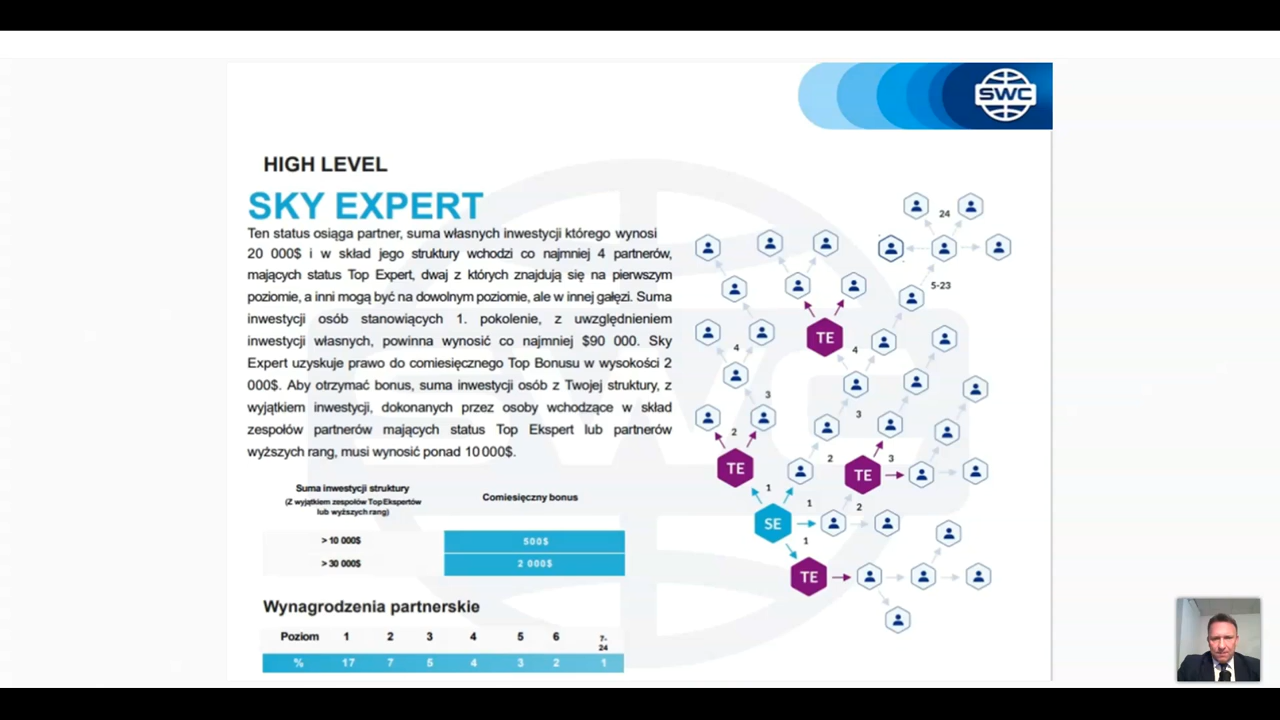 SWC
HIGH LEVEL
SKY EXPERT
Ten status osiąga partner, suma własnych inwestycji którego wynosi
20 000$ i w skład jego struktury wchodzi co najmniej 4 partnerów,
mających status Top Expert, dwaj z których znajdują się na pierwszym
poziomie, a inni mogą być na dowolnym poziomie, ale w innej gałęzi. Suma
inwestycji osób stanowiących 1. pokolenie, z uwzględnieniem
inwestycji własnych, powinna wynosić co najmniej $90 000. Sky
Expert uzyskuje prawo do comiesięcznego Top Bonusu w wysokości 2
000$. Aby otrzymać bonus, suma inwestycji osób z Twojej struktury, z
wyjątkiem inwestycji, dokonanych przez osoby wchodzące w skład
zespołów partnerów mających status Top Ekspert lub partnerów
wyższych rang, musi wynosić ponad 10 000$.
Suma inwestycji struktury
(Z wyjątkiem zespołów Top Ekspertów
lub wyższych rang)
Comiesięczny bonus
> 10 000$ 500$
> 30 000$ 2 000$
Wynagrodzenia partnerskie
Poziom 1 2 3 4 5 6 7-24
% 17 7 5 4 3 2 1
24
5-23
TE
4
4
3
3
2
TE
2
TE
3
1
SE
1
2
1
TE